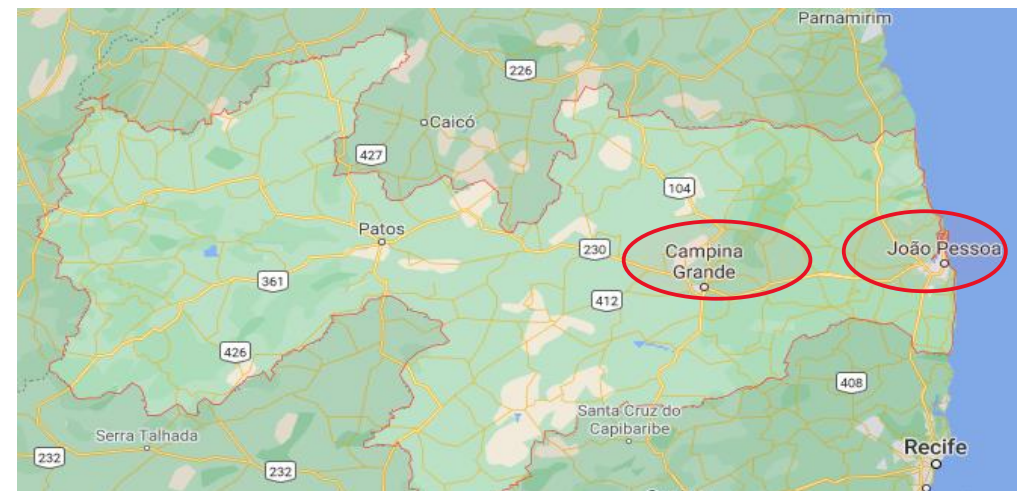 Parnamirim
226
Caicó
427
104
Patos
230
Campina
Grande
João Pessoa
361
412
426
408
Santa Cruz do
Capibaribe
Serra Talhada
232
232
Recife